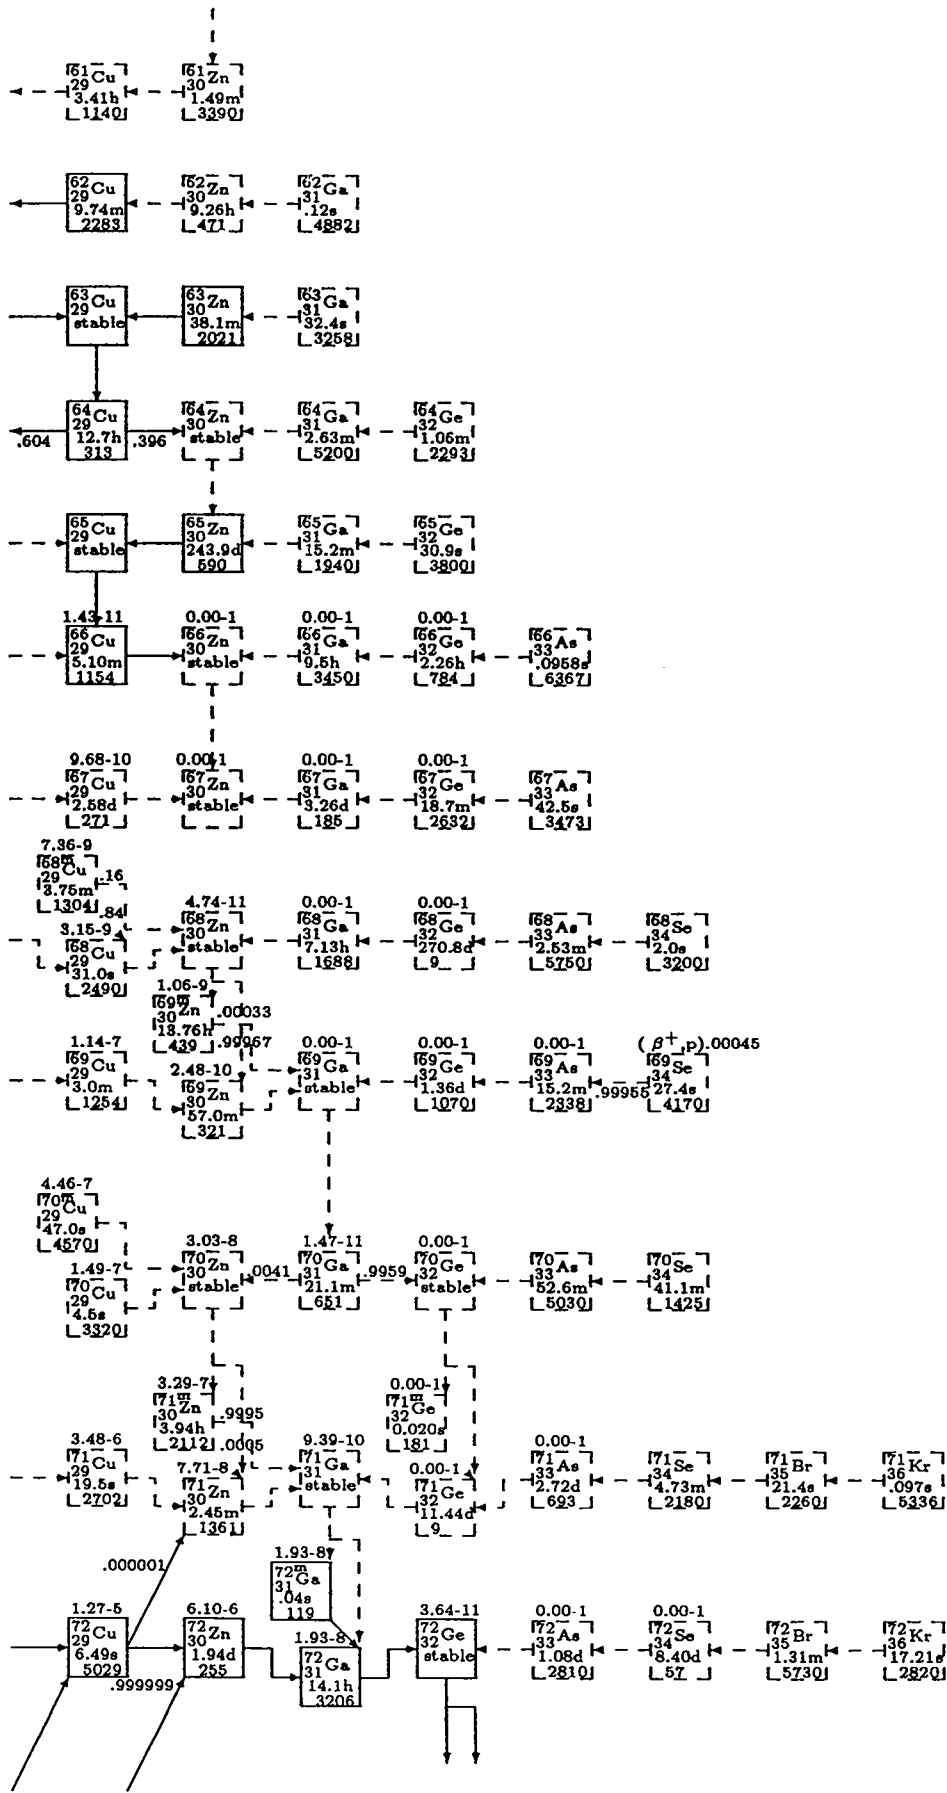 61 Cu 29 3.41h 1140
61 Zn 30 1.49m 3390
62 Cu 29 9.74m 2283
62 Zn 30 9.26h 471
62 Ga 31 .12s 4882
63 Cu 29 stable
63 Zn 30 38.1m 2021
63 Ga 31 32.4s 3258
.604
64 Cu 29 12.7h 313
.396
64 Zn 30 stable
64 Ga 31 2.63m 5200
64 Ge 32 1.06m 2293
65 Cu 29 stable
65 Zn 30 243.9d 590
65 Ga 31 15.2m 1940
65 Ge 32 30.9s 3800
1.43-11
66 Cu 29 5.10m 1154
0.00-1
66 Zn 30 stable
0.00-1
66 Ga 31 9.5h 3450
0.00-1
66 Ge 32 2.26h 784
66 As 33 .0958s 6367
9.68-10
67 Cu 29 2.58d 271
0.00-1
67 Zn 30 stable
0.00-1
67 Ga 31 3.26d 185
0.00-1
67 Ge 32 18.7m 2632
67 As 33 42.5s 3473
7.36-9
68m Cu 29 3.75m 1304
.16
.84
3.15-9
68 Cu 29 31.0s 2490
4.74-11
68 Zn 30 stable
0.00-1
68 Ga 31 7.13h 1688
0.00-1
68 Ge 32 270.8d 9
68 As 33 2.53m 5750
68 Se 34 2.0s 3200
1.06-9
69m Zn 30 13.76h 439
.00033
.99967
1.14-7
69 Cu 29 3.0m 1254
2.48-10
69 Zn 30 57.0m 321
0.00-1
69 Ga 31 stable
0.00-1
69 Ge 32 1.36d 1070
0.00-1
69 As 33 15.2m 2338
.99955
(β+,p).00045
69 Se 34 27.4s 4170
4.46-7
70m Cu 29 47.0s 4570
1.49-7
70 Cu 29 4.5s 3320
3.03-8
70 Zn 30 stable
.0041
1.47-11
70 Ga 31 21.1m 651
.9959
0.00-1
70 Ge 32 stable
70 As 33 52.6m 5030
70 Se 34 41.1m 1425
3.29-7
71m Zn 30 3.94h 2112
.9995
.0005
0.00-1
71m Ge 32 0.020s 181
3.48-6
71 Cu 29 19.5s 2702
7.71-8
71 Zn 30 2.45m 1361
9.39-10
71 Ga 31 stable
0.00-1
71 Ge 32 11.44d 9
0.00-1
71 As 33 2.72d 693
71 Se 34 4.73m 2180
71 Br 35 21.4s 2260
71 Kr 36 .097s 5336
.000001
1.93-8
72m Ga 31 .04s 119
1.27-5
72 Cu 29 6.49s 5029
.999999
6.10-6
72 Zn 30 1.94d 255
1.93-8
72 Ga 31 14.1h 3206
3.64-11
72 Ge 32 stable
0.00-1
72 As 33 1.08d 2810
0.00-1
72 Se 34 8.40d 57
72 Br 35 1.31m 5730
72 Kr 36 17.21s 2820